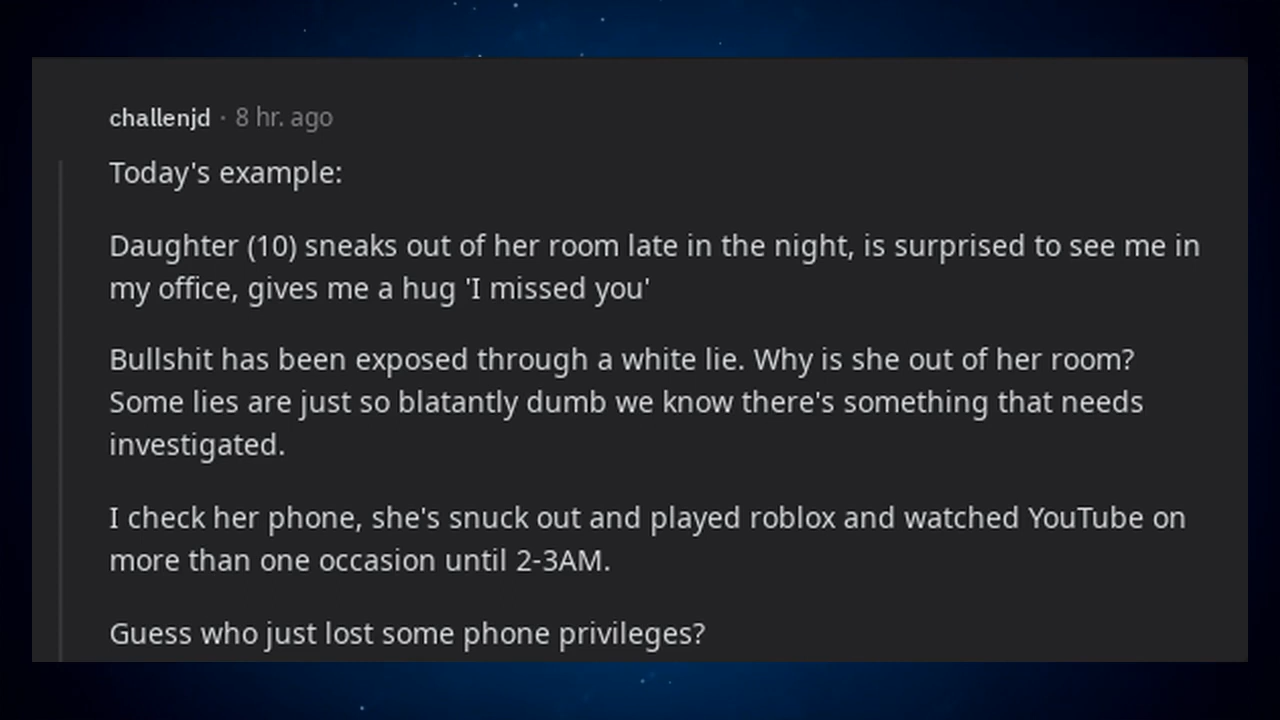 challenjd · 8 hr. ago
Today's example:
Daughter (10) sneaks out of her room late in the night, is surprised to see me in
my office, gives me a hug 'I missed you'
Bullshit has been exposed through a white lie. Why is she out of her room?
Some lies are just so blatantly dumb we know there's something that needs
investigated.
I check her phone, she's snuck out and played roblox and watched YouTube on
more than one occasion until 2-3AM.
Guess who just lost some phone privileges?